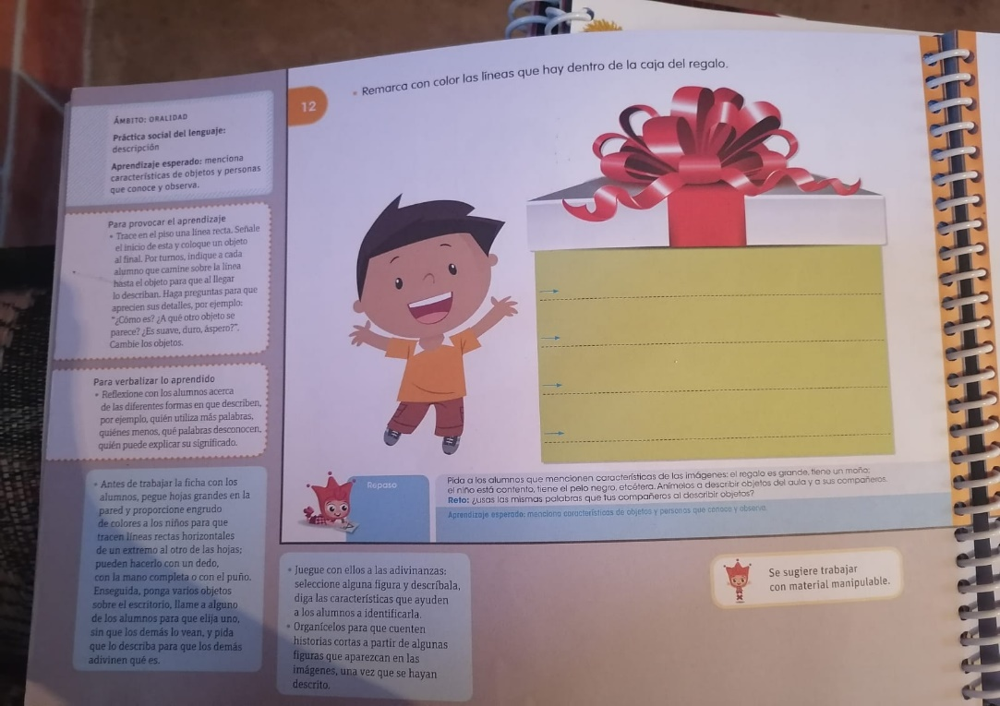 Remarca con color las líneas que hay dentro de la caja del regalo.
12
ÁMBITO: ORALIDAD
Práctica social del lenguaje:
descripción
Aprendizaje esperado: menciona
características de objetos y personas
que conoce y observa.
Para provocar el aprendizaje
• Trace en el piso una línea recta. Señale
el inicio de esta y coloque un objeto
al final. Por turnos, indique a cada
alumno que camine sobre la línea
hasta el objeto para que al llegar
lo describan. Haga preguntas para que
aprecien sus detalles, por ejemplo:
“¿Cómo es? ¿A qué otro objeto se
parece? ¿Es suave, duro, áspero?”.
Cambie los objetos.
Para verbalizar lo aprendido
• Reflexione con los alumnos acerca
de las diferentes formas en que describen,
por ejemplo, quién utiliza más palabras,
quiénes menos, qué palabras desconocen,
quién puede explicar su significado.
• Antes de trabajar la ficha con los
alumnos, pegue hojas grandes en la
pared y proporcione engrudo
de colores a los niños para que
tracen líneas rectas horizontales
de un extremo al otro de las hojas;
pueden hacerlo con un dedo,
con la mano completa o con el puño.
Enseguida, ponga varios objetos
sobre el escritorio, llame a alguno
de los alumnos para que elija uno,
sin que los demás lo vean, y pida
que lo describa para que los demás
adivinen qué es.
Repaso
Pida a los alumnos que mencionen características de las imágenes: el regalo es grande, tiene un moño;
el niño está contento, tiene el pelo negro, etcétera. Anímelos a describir objetos del aula y a sus compañeros.
Reto: ¿usas las mismas palabras que tus compañeros al describir objetos?
Aprendizaje esperado: menciona características de objetos y personas que conoce y observa.
• Juegue con ellos a las adivinanzas:
seleccione alguna figura y descríbala,
diga las características que ayuden
a los alumnos a identificarla.
• Organícelos para que cuenten
historias cortas a partir de algunas
figuras que aparezcan en las
imágenes, una vez que se hayan
descrito.
Se sugiere trabajar
con material manipulable.